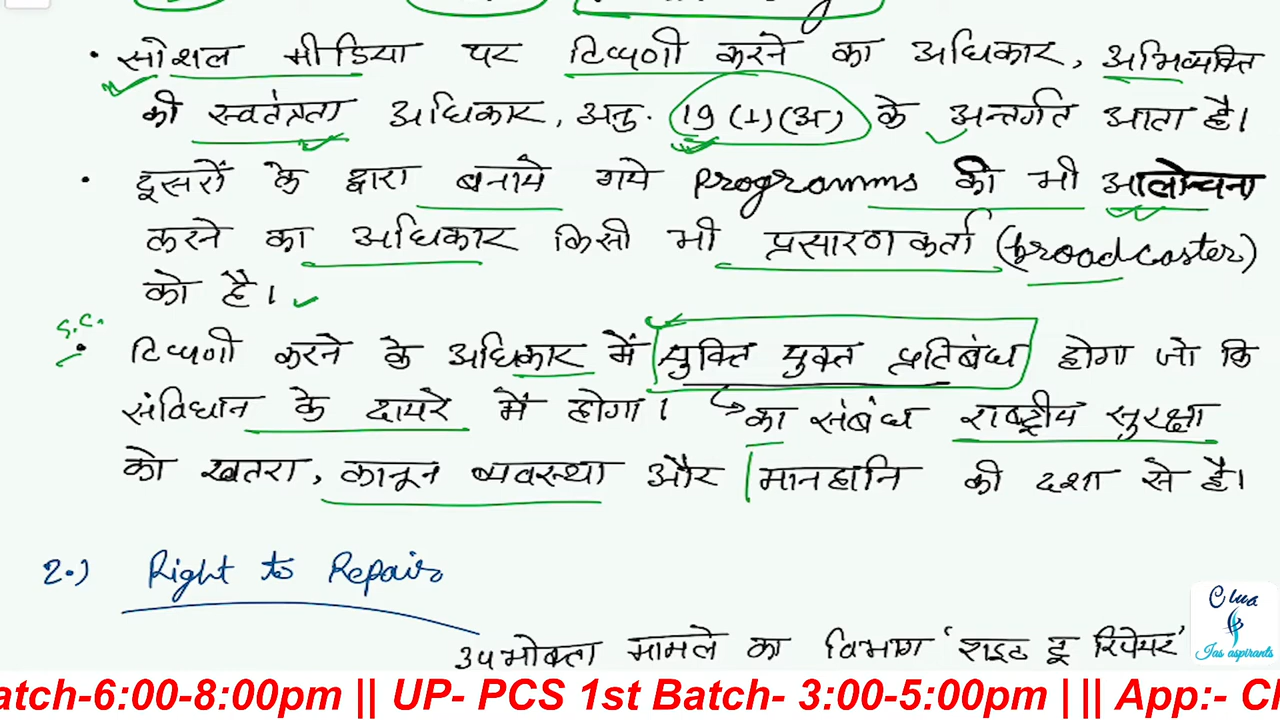 • सोशल मीडिया पर टिप्पणी करने का अधिकार, अभिव्यक्ति
की स्वतंत्रता अधिकार, अनु. 19(1)(अ) के अन्तर्गत आता है।
• दूसरों के द्वारा बनाये गये Programms की भी आलोचना
करने का अधिकार किसी भी प्रसारणकर्ता (broadcaster)
को है।
S.C.
• टिप्पणी करने के अधिकार में युक्ति युक्त प्रतिबंध होगा जो कि
संविधान के दायरे में होगा। का संबंध राष्ट्रीय सुरक्षा
को खतरा, कानून व्यवस्था और मानहानि की दशा से है।
2.) Right to Repair
उपभोक्ता मामले का विभाग 'राइट टू रिपेयर'
Clue
Ias aspirants
atch-6:00-8:00pm || UP- PCS 1st Batch- 3:00-5:00pm | || App:- Cl